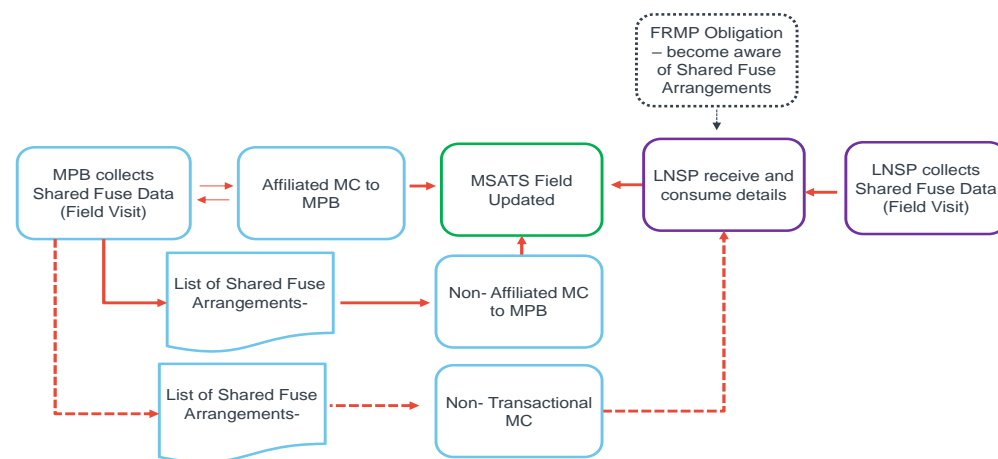 FRMP Obligation
– become aware
of Shared Fuse
Arrangements
MPB collects
Shared Fuse Data
(Field Visit)
Affiliated MC to
MPB
MSATS Field
Updated
LNSP receive and
consume details
LNSP collects
Shared Fuse Data
(Field Visit)
List of Shared Fuse
Arrangements-
Non- Affiliated MC
to MPB
List of Shared Fuse
Arrangements-
Non- Transactional
MC